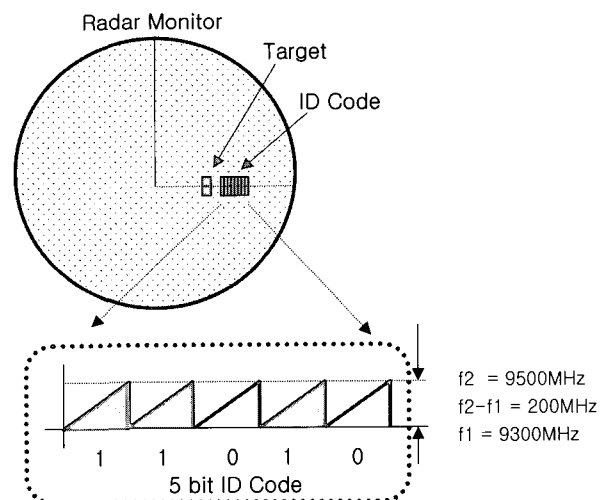 Radar Monitor
Target
ID Code
f2 = 9500MHz
f2-f1 = 200MHz
f1 = 9300MHz
1 1 0 1 0
5 bit ID Code